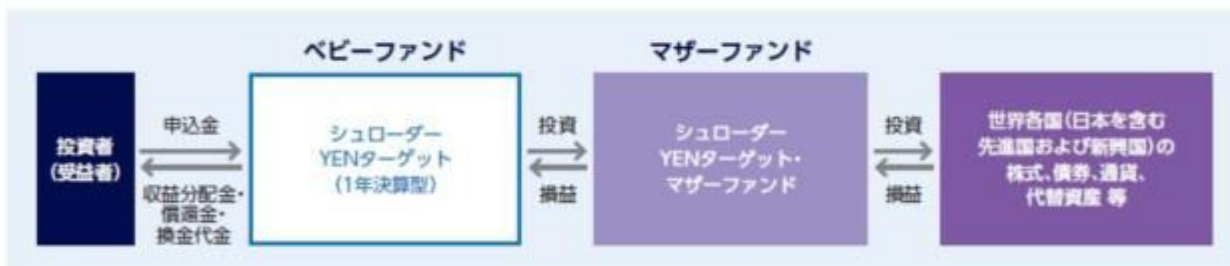 ベビーファンド
マザーファンド
投資者
(受益者)
申込金
収益分配金・
償還金・
換金代金
シュローダー
YENターゲット
(1年決算型)
投資
損益
シュローダー
YENターゲット・
マザーファンド
投資
損益
世界各国(日本を含む
先進国および新興国)の
株式、債券、通貨、
代替資産 等